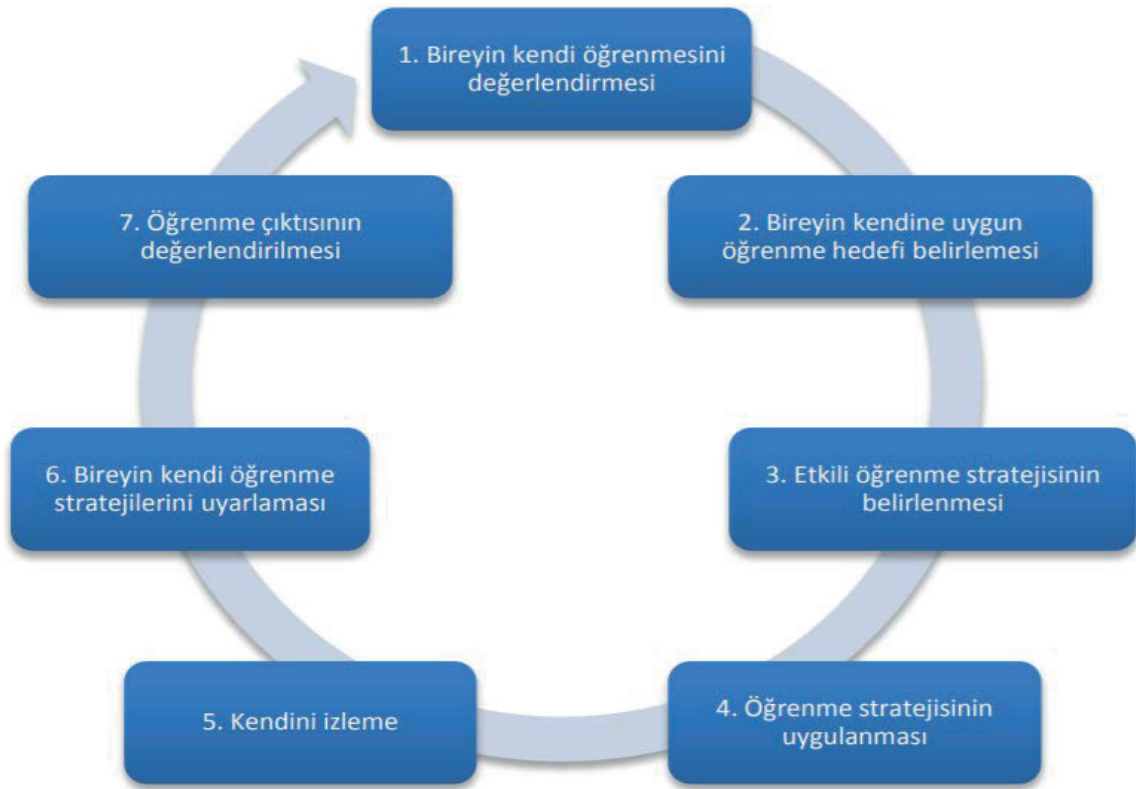 1. Bireyin kendi öğrenmesini
değerlendirmesi
2. Bireyin kendine uygun
öğrenme hedefi belirlemesi
3. Etkili öğrenme stratejisinin
belirlenmesi
4. Öğrenme stratejisinin
uygulanması
5. Kendini izleme
6. Bireyin kendi öğrenme
stratejilerini uyarlaması
7. Öğrenme çıktısının
değerlendirilmesi